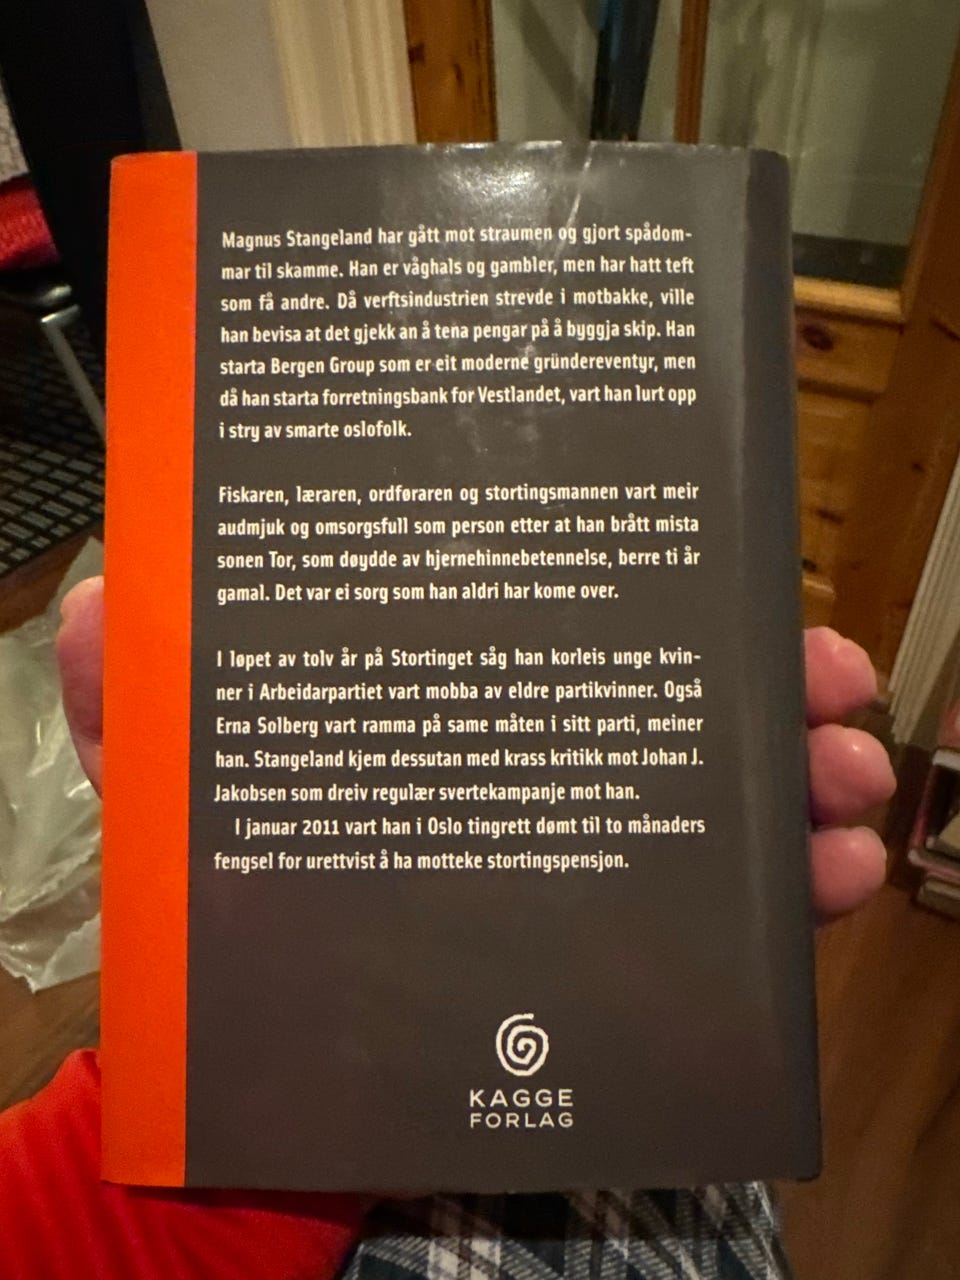 Magnus Stangeland har gått mot straumen og gjort spådom-
mar til skamme. Han er våghals og gambler, men har hatt teft
som få andre. Då verftsindustrien strevde i motbakke, ville
han bevisa at det gjekk an å tena pengar på å byggja skip. Han
starta Bergen Group som er eit moderne gründereventyr, men
då han starta forretningsbank for Vestlandet, vart han lurt opp
i stry av smarte oslofolk.
Fiskaren, læraren, ordføraren og stortingsmannen vart meir
audmjuk og omsorgsfull som person etter at han brått mista
sonen Tor, som døydde av hjernehinnebetennelse, berre ti år
gamal. Det var ei sorg som han aldri har kome over.
I løpet av tolv år på Stortinget såg han korleis unge kvin-
ner i Arbeidarpartiet vart mobba av eldre partikvinner. Også
Erna Solberg vart ramma på same måten i sitt parti, meiner
han. Stangeland kjem dessutan med krass kritikk mot Johan J.
Jakobsen som dreiv regulær svertekampanje mot han.
I januar 2011 vart han i Oslo tingrett dømt til to månaders
fengsel for urettvist å ha motteke stortingspensjon.
KAGGE
FORLAG